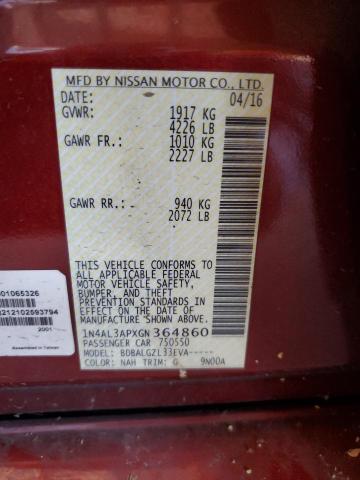 MFD BY NISSAN MOTOR CO., LTD.
DATE: 04/16
GVWR: 1917 KG
4226 LB
GAWR FR.: 1010 KG
2227 LB
GAWR RR.: 940 KG
2072 LB
THIS VEHICLE CONFORMS TO
ALL APPLICABLE FEDERAL
MOTOR VEHICLE SAFETY,
BUMPER, AND THEFT
PREVENTION STANDARDS IN
EFFECT ON THE DATE OF
MANUFACTURE SHOWN ABOVE.
1N4AL3APXGN 364860
PASSENGER CAR 750550
MODEL: BDBALGZL33EVA-----
COLOR: NAH TRIM: G 9N00A
01065326
212102593794
2001
Assembled in Taiwan